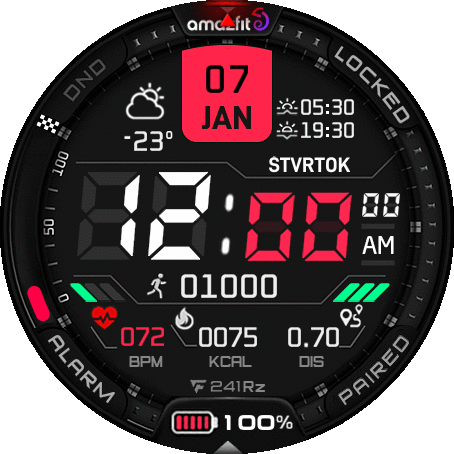 amazfit
DND
LOCKED
07
JAN
-23°
05:30
19:30
STVRTOK
100
50
0
12:00
00
AM
01000
072
BPM
0075
KCAL
0.70
DIS
ALARM
PAIRED
241Rz
100%